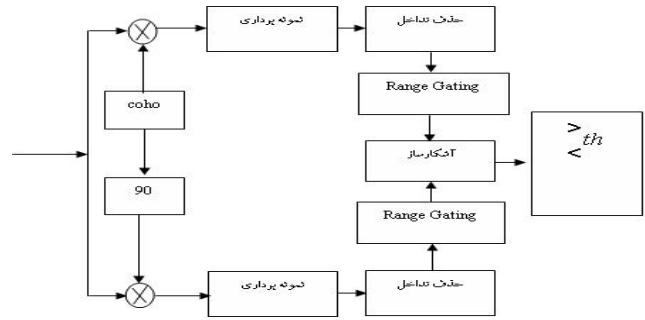 نمونه برداری
حذف تداخل
coho
Range Gating
آشکارساز
>
< th
90
Range Gating
نمونه برداری
حذف تداخل